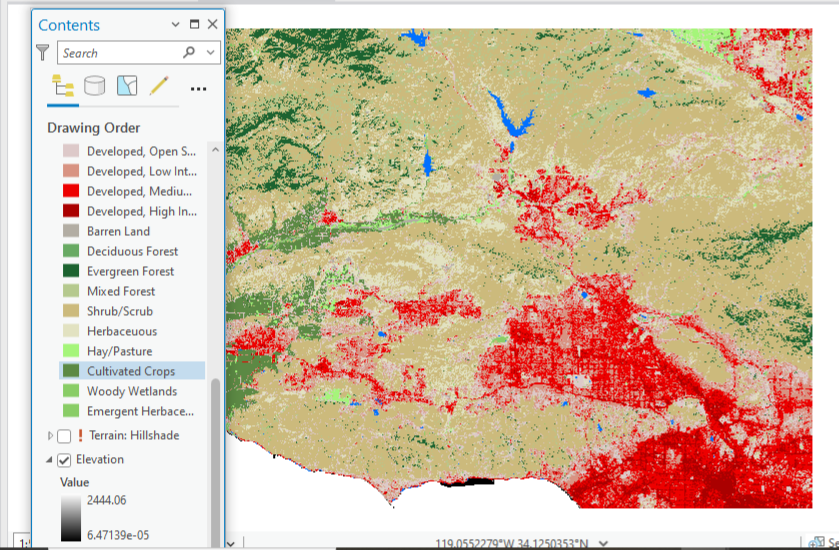 Contents
Search
...
Drawing Order
Developed, Open S...
Developed, Low Int...
Developed, Mediu...
Developed, High In...
Barren Land
Deciduous Forest
Evergreen Forest
Mixed Forest
Shrub/Scrub
Herbaceuous
Hay/Pasture
Cultivated Crops
Woody Wetlands
Emergent Herbace...
! Terrain: Hillshade
Elevation
Value
2444.06
6.47139e-05
119.0552279°W 34.1250353°N
Se